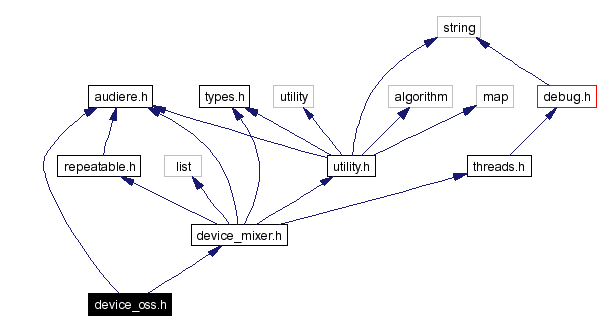 string
audiere.h
types.h
utility
algorithm
map
debug.h
repeatable.h
list
utility.h
threads.h
device_mixer.h
device_oss.h